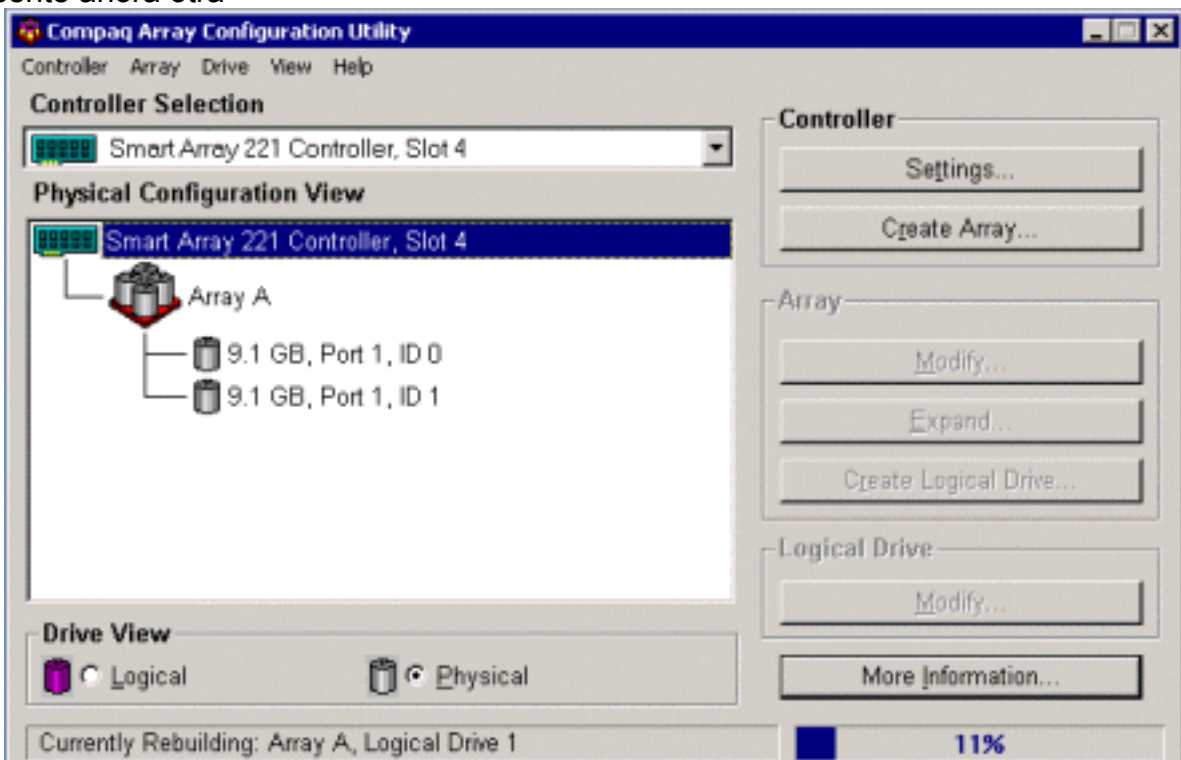 ahora otra
Compaq Array Configuration Utility
Controller Array Drive View Help
Controller Selection
Smart Array 221 Controller, Slot 4
Physical Configuration View
Smart Array 221 Controller, Slot 4
Array A
9.1 GB, Port 1, ID 0
9.1 GB, Port 1, ID 1
Drive View
Logical Physical
Currently Rebuilding: Array A, Logical Drive 1
Controller
Settings...
Create Array...
Array
Modify...
Expand...
Create Logical Drive...
Logical Drive
Modify...
More Information...
11%